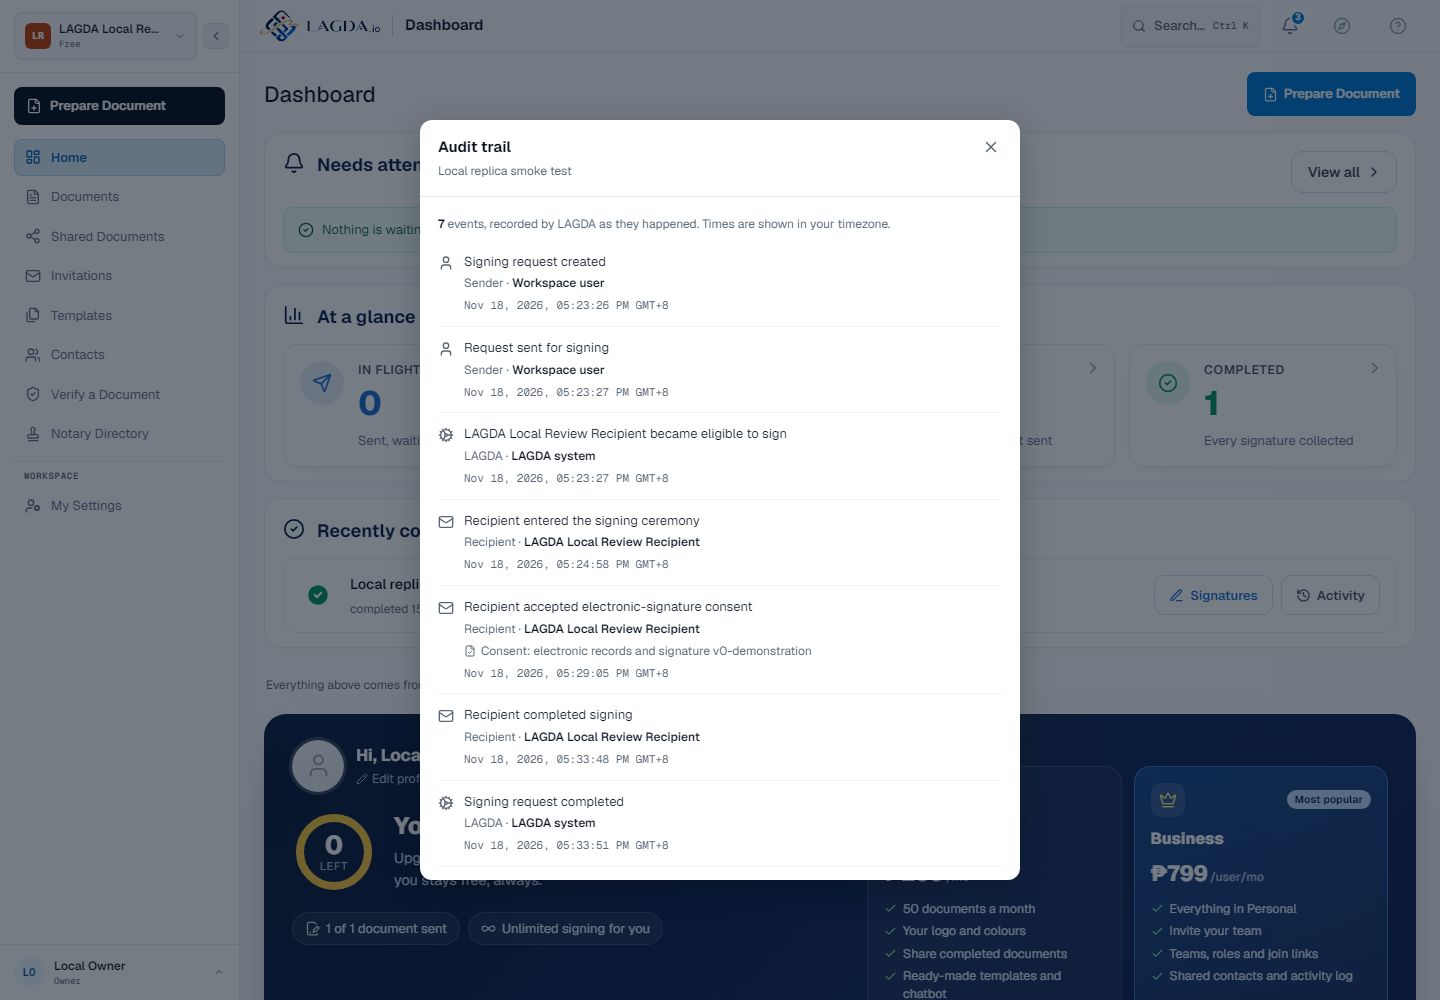 LR
LAGDA Local Re...
Free
LAGDA.io
Dashboard
Search...
Ctrl K
3
Prepare Document
Home
Documents
Shared Documents
Invitations
Templates
Contacts
Verify a Document
Notary Directory
WORKSPACE
My Settings
LO
Local Owner
Owner
Dashboard
Prepare Document
Needs atten
View all
Nothing is waitin
At a glance
IN FLIGHT
0
Sent, waiti
t sent
COMPLETED
1
Every signature collected
Recently co
Local repli
completed 15
Signatures
Activity
Everything above comes from
Hi, Loca
Edit prof
0
LEFT
Yo
Upg
you stays free, always.
1 of 1 document sent
Unlimited signing for you
50 documents a month
Your logo and colours
Share completed documents
Ready-made templates and
chatbot
Most popular
Business
₱799 /user/mo
Everything in Personal
Invite your team
Teams, roles and join links
Shared contacts and activity log
Audit trail
Local replica smoke test
7 events, recorded by LAGDA as they happened. Times are shown in your timezone.
Signing request created
Sender · Workspace user
Nov 18, 2026, 05:23:26 PM GMT+8
Request sent for signing
Sender · Workspace user
Nov 18, 2026, 05:23:27 PM GMT+8
LAGDA Local Review Recipient became eligible to sign
LAGDA · LAGDA system
Nov 18, 2026, 05:23:27 PM GMT+8
Recipient entered the signing ceremony
Recipient · LAGDA Local Review Recipient
Nov 18, 2026, 05:24:58 PM GMT+8
Recipient accepted electronic-signature consent
Recipient · LAGDA Local Review Recipient
Consent: electronic records and signature v0-demonstration
Nov 18, 2026, 05:29:05 PM GMT+8
Recipient completed signing
Recipient · LAGDA Local Review Recipient
Nov 18, 2026, 05:33:48 PM GMT+8
Signing request completed
LAGDA · LAGDA system
Nov 18, 2026, 05:33:51 PM GMT+8